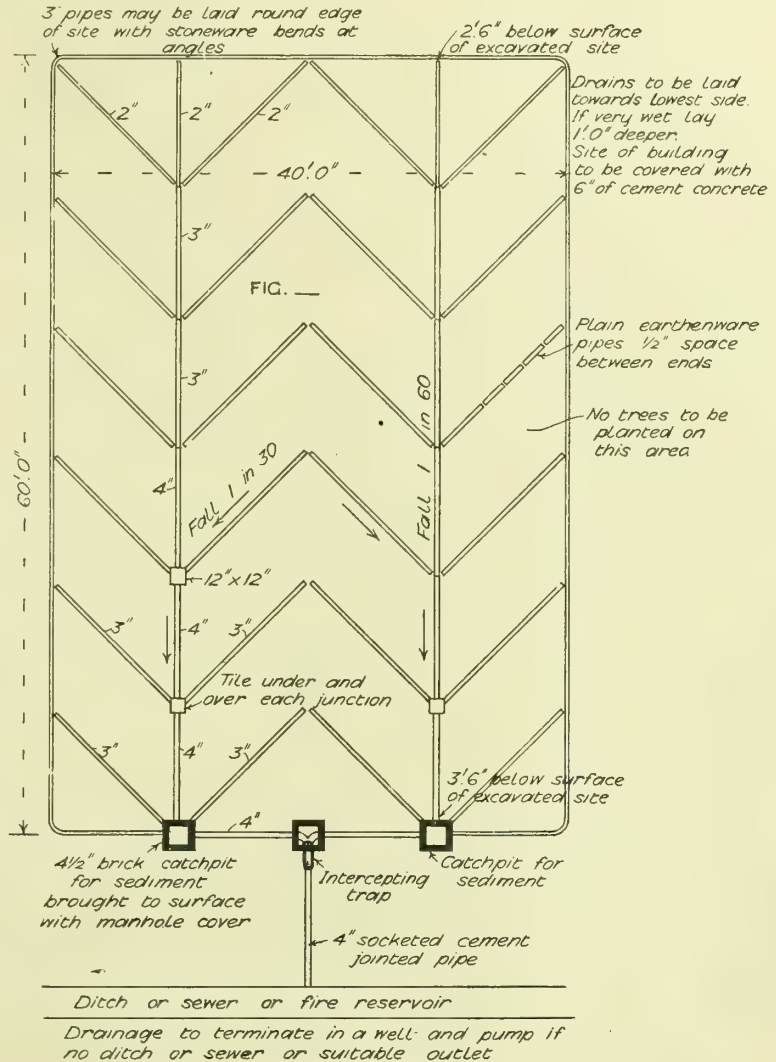 3" pipes may be laid round edge
of site with stoneware bends at
angles
2'.6" below surface
of excavated site
Drains to be laid
towards lowest side.
If very wet lay
1'.0" deeper.
Site of building
to be covered with
6" of cement concrete
2"
2"
2"
40'.0"
3"
FIG.
Plain earthenware
pipes 1/2" space
between ends
3"
No trees to be
planted on
this area
60'.0"
4"
Fall 1 in 30
Fall 1 in 60
12" x 12"
3"
4"
3"
Tile under and
over each junction
3"
4"
3"
3'.6" below surface
of excavated site
4"
4 1/2" brick catchpit
for sediment
brought to surface
with manhole cover
Intercepting
trap
Catchpit for
sediment
4" socketed cement
jointed pipe
Ditch or sewer or fire reservoir
Drainage to terminate in a well and pump if
no ditch or sewer or suitable outlet